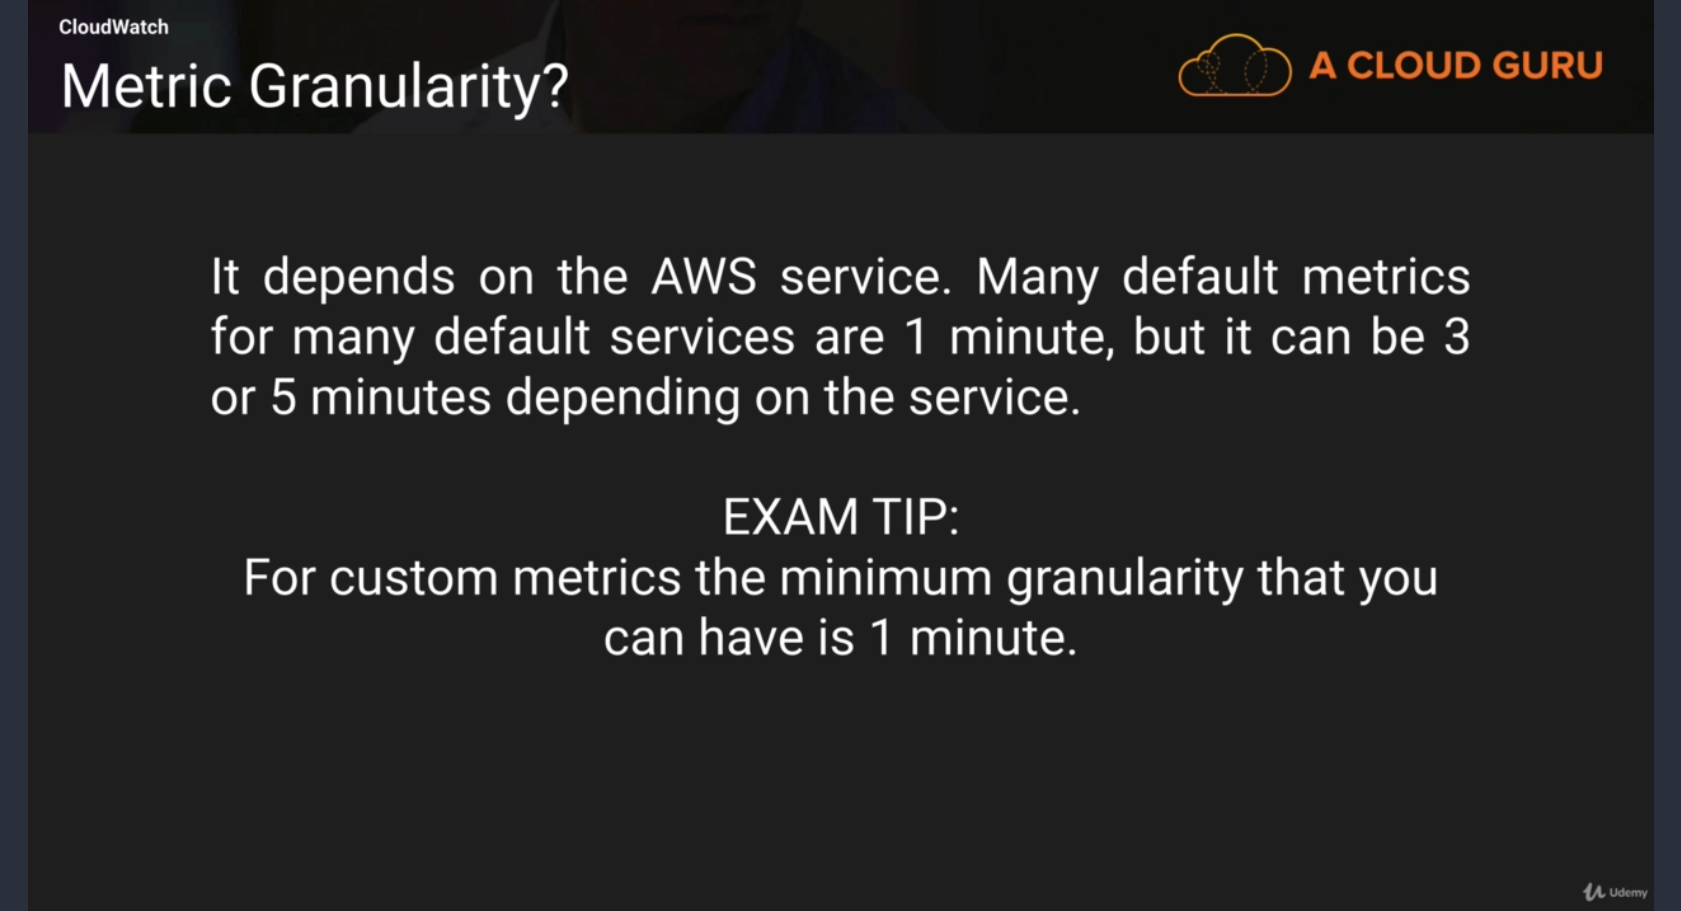 CloudWatch
Metric Granularity?
A CLOUD GURU
It depends on the AWS service. Many default metrics
for many default services are 1 minute, but it can be 3
or 5 minutes depending on the service.
EXAM TIP:
For custom metrics the minimum granularity that you
can have is 1 minute.
Udemy